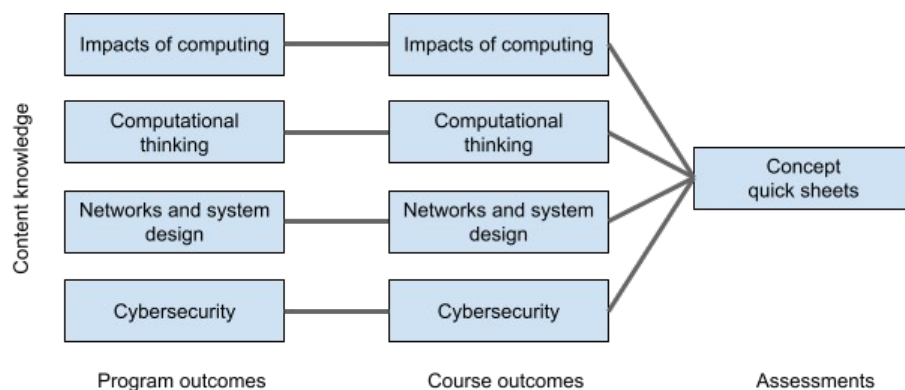 Content knowledge
Impacts of computing
Impacts of computing
Computational
thinking
Computational
thinking
Concept
quick sheets
Networks and system
design
Networks and system
design
Cybersecurity
Cybersecurity
Program outcomes
Course outcomes
Assessments